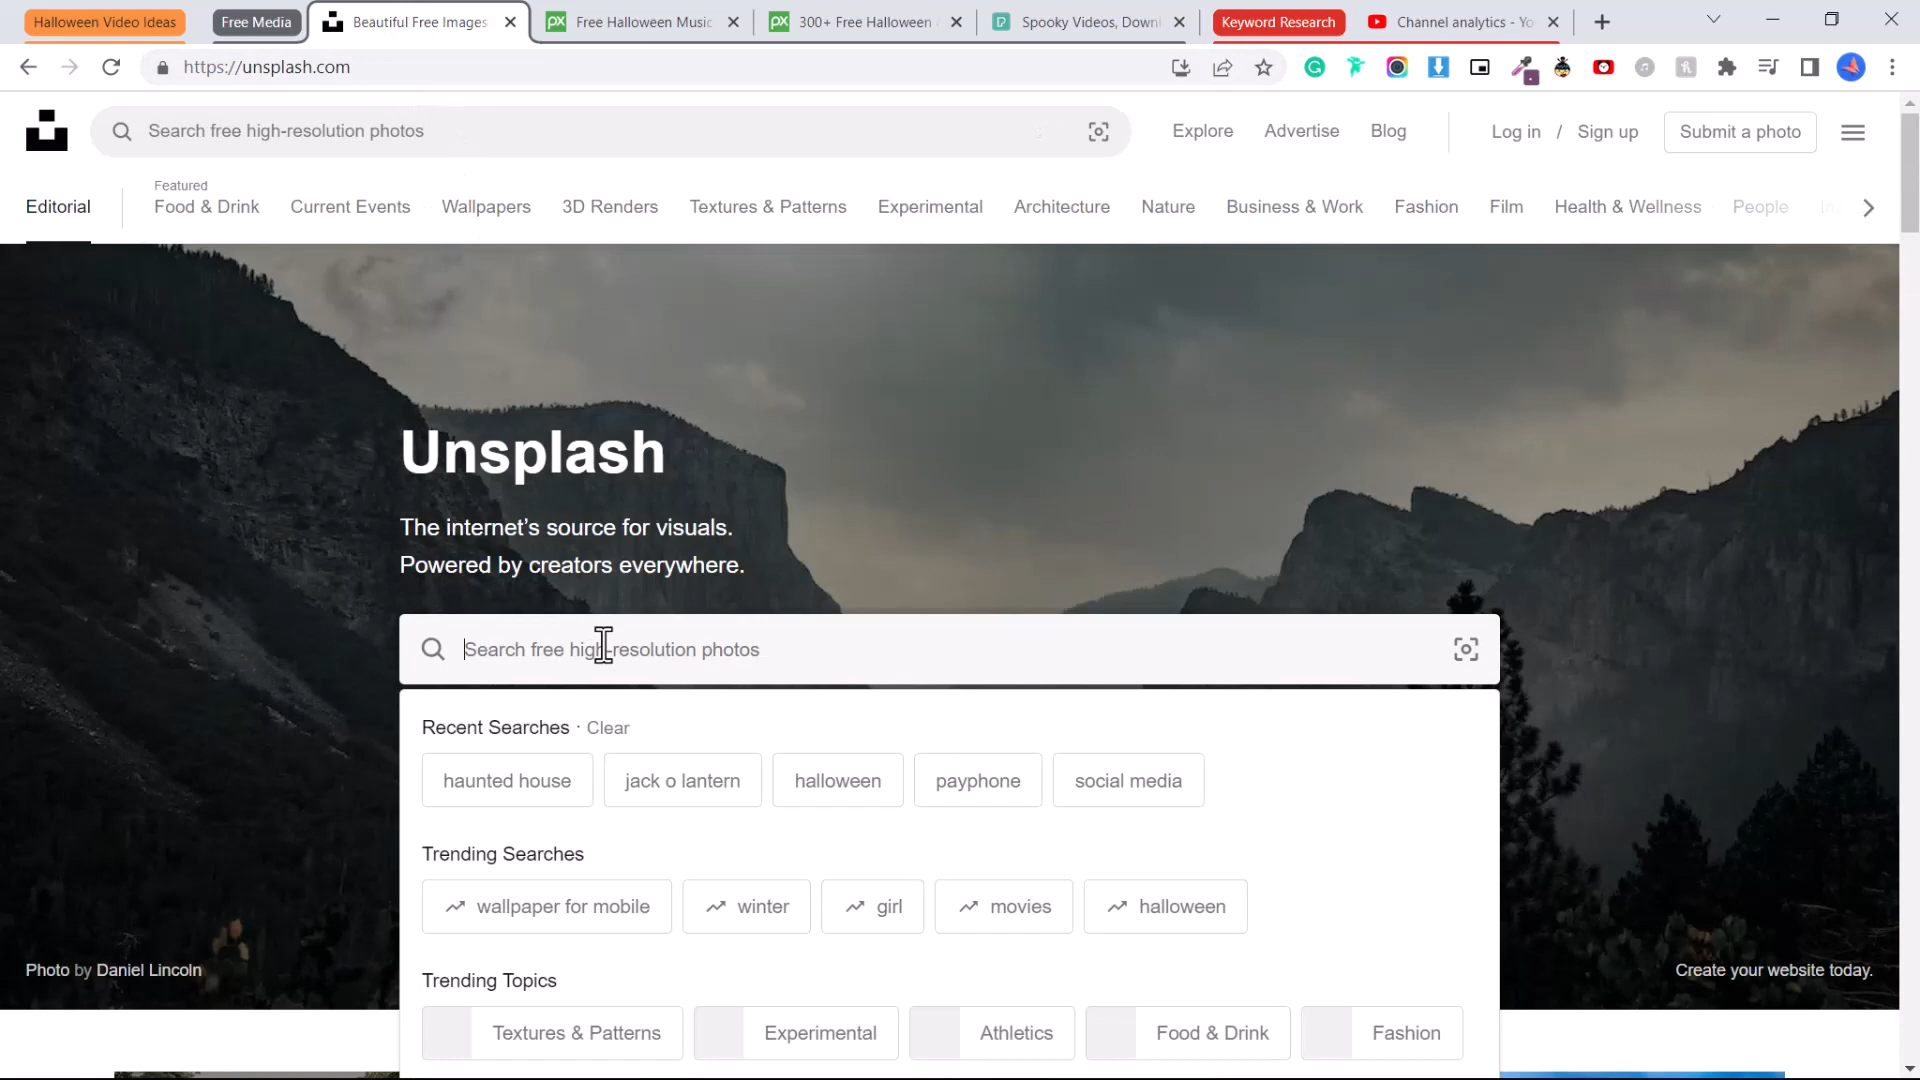 Halloween Video Ideas
Free Media
Beautiful Free Images
Free Halloween Music
300+ Free Halloween
Spooky Videos, Downl
Keyword Research
Channel analytics - Yo
https://unsplash.com
Search free high-resolution photos
Explore
Advertise
Blog
Log in / Sign up
Submit a photo
Editorial
Featured
Food & Drink
Current Events
Wallpapers
3D Renders
Textures & Patterns
Experimental
Architecture
Nature
Business & Work
Fashion
Film
Health & Wellness
People
Unsplash
The internet's source for visuals.
Powered by creators everywhere.
Search free high-resolution photos
Recent Searches · Clear
haunted house
jack o lantern
halloween
payphone
social media
Trending Searches
wallpaper for mobile
winter
girl
movies
halloween
Trending Topics
Textures & Patterns
Experimental
Athletics
Food & Drink
Fashion
Photo by Daniel Lincoln
Create your website today.